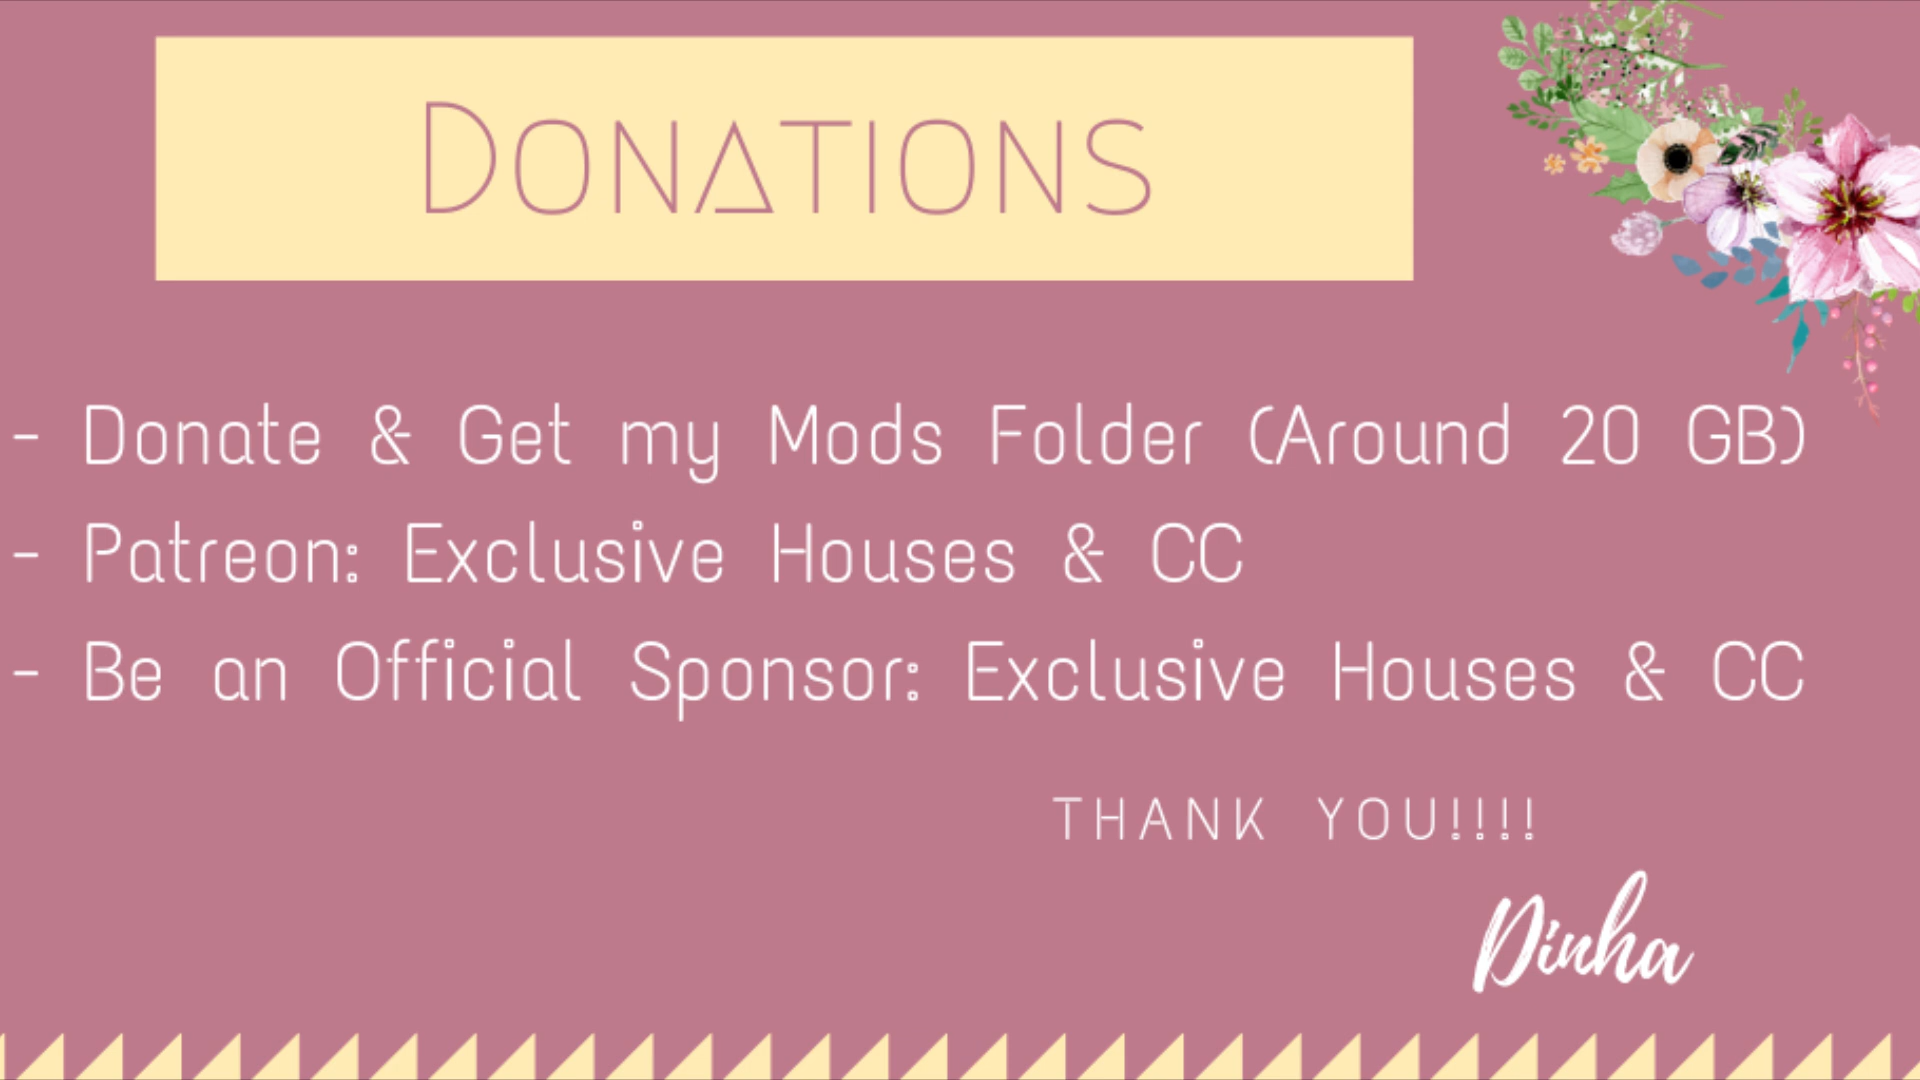 DONATIONS
- Donate & Get my Mods Folder (Around 20 GB)
- Patreon: Exclusive Houses & CC
- Be an Official Sponsor: Exclusive Houses & CC
THANK YOU!!!!
Dinha